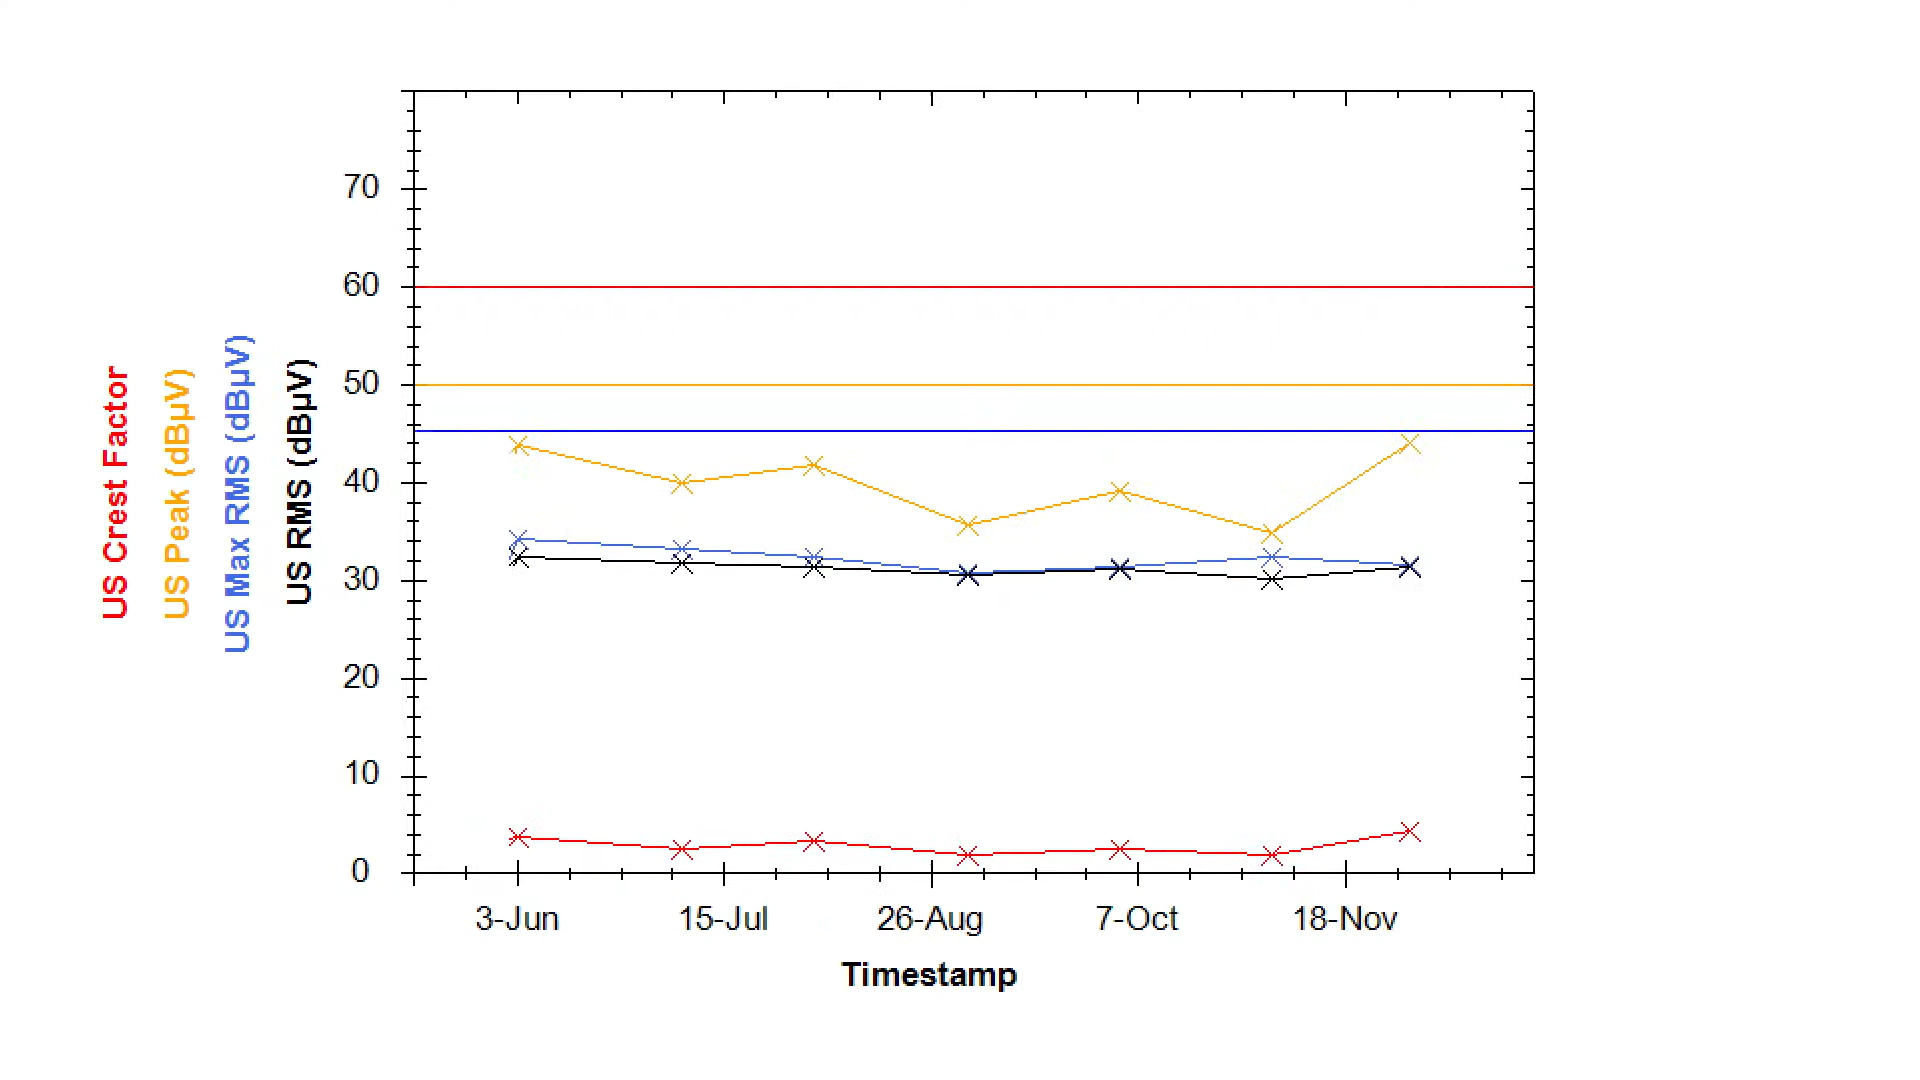 US Crest Factor
US Peak (dBµV)
US Max RMS (dBµV)
US RMS (dBµV)
70
60
50
40
30
20
10
0
3-Jun 15-Jul 26-Aug 7-Oct 18-Nov
Timestamp